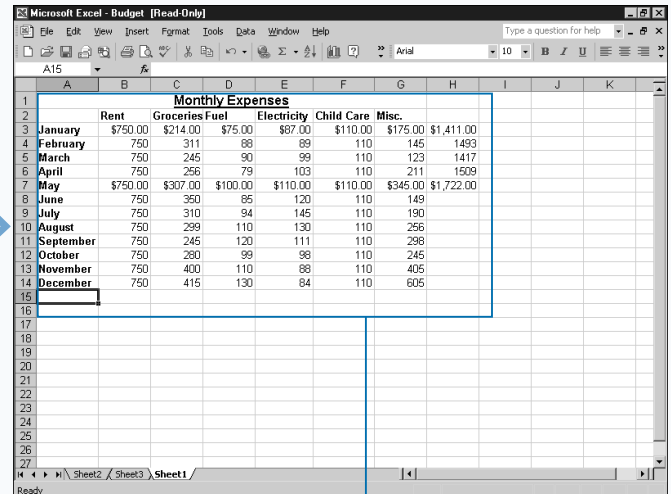 Microsoft Excel - Budget [Read-Only]
File Edit View Insert Format Tools Data Window Help Type a question for help
Arial 10 B I U
A15 fx
A B C D E F G H I J K
1 Monthly Expenses
2 Rent Groceries Fuel Electricity Child Care Misc.
3 January $750.00 $214.00 $75.00 $87.00 $110.00 $175.00 $1,411.00
4 February 750 311 88 89 110 145 1493
5 March 750 245 90 99 110 123 1417
6 April 750 256 79 103 110 211 1509
7 May $750.00 $307.00 $100.00 $110.00 $110.00 $345.00 $1,722.00
8 June 750 350 85 120 110 149
9 July 750 310 94 145 110 190
10 August 750 299 110 130 110 256
11 September 750 245 120 111 110 298
12 October 750 280 99 98 110 245
13 November 750 400 110 88 110 405
14 December 750 415 130 84 110 605
15
16
17
18
19
20
21
22
23
24
25
26
27
Sheet2 Sheet3 Sheet1
Ready